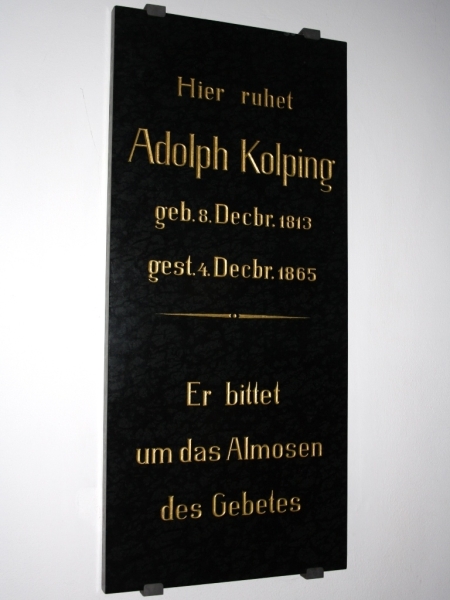 Hier ruhet
Adolph Kolping
geb. 8. Decbr. 1813
gest. 4. Decbr. 1865
Er bittet
um das Almosen
des Gebetes